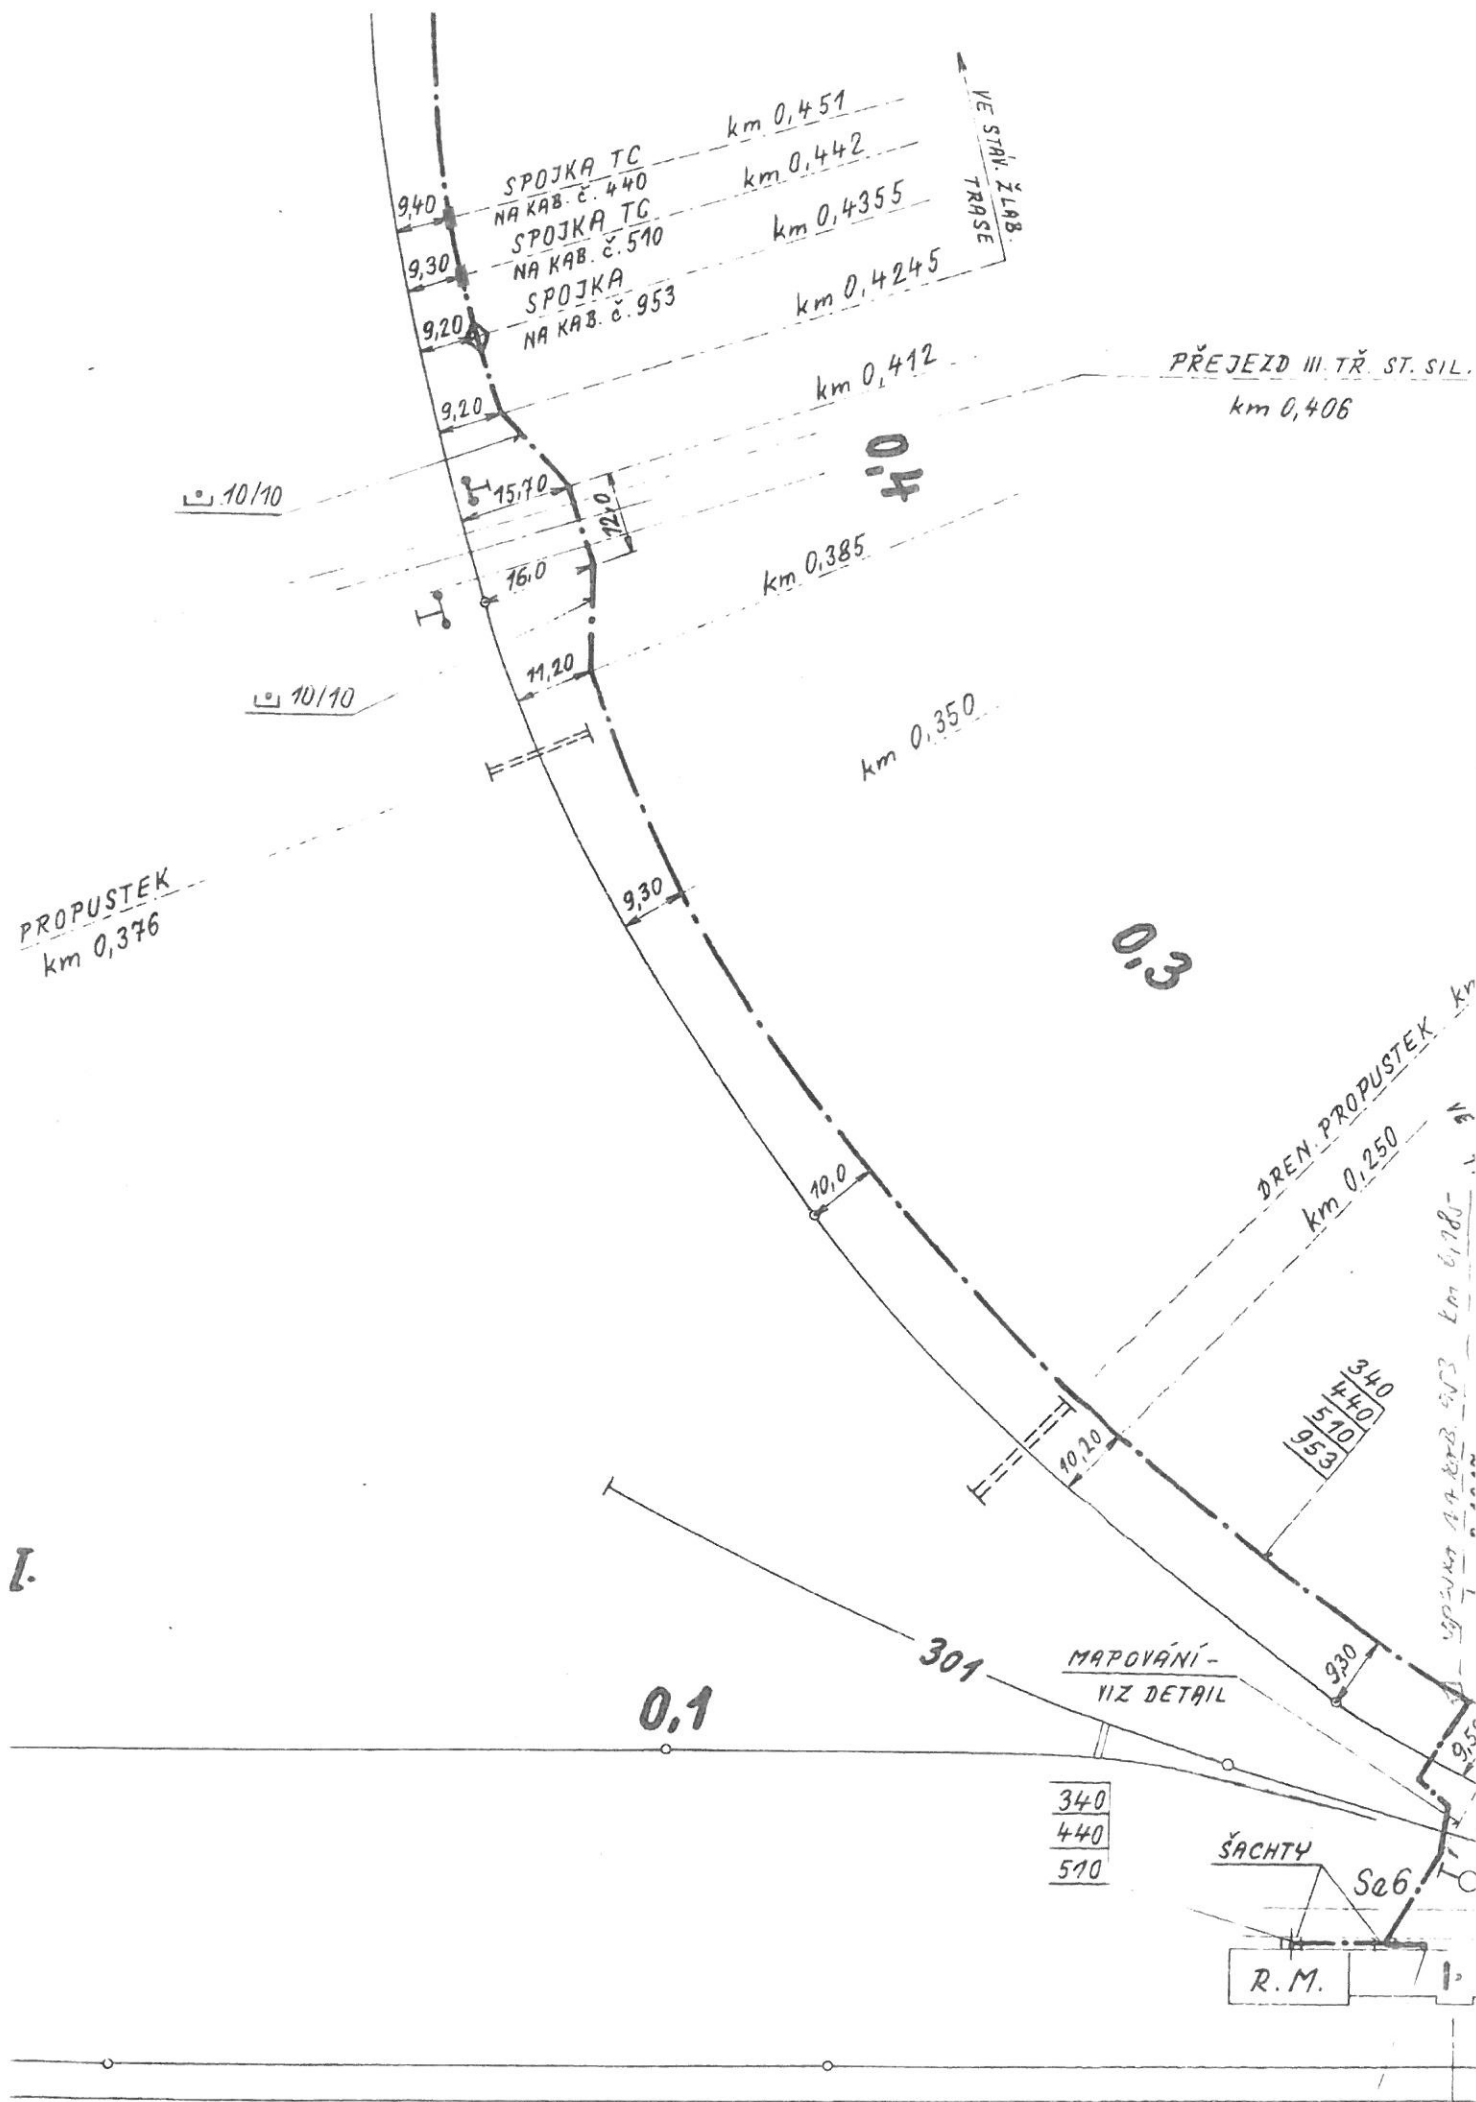 km 0,451
SPOJKA TC
NA KAB. č. 440
km 0,442
SPOJKA TC
NA KAB. č. 510
km 0,4355
SPOJKA
NA KAB. č. 953
km 0,4245
VE STÁV. ŽLAB.
TRASE
9,40
9,30
9,20
9,20
km 0,412
PŘEJEZD III. TŘ. ST. SIL.
km 0,406
10/10
15,70
12,0
0,4
16,0
km 0,385
11,20
10/10
km 0,350
PROPUSTEK
km 0,376
9,30
0,3
DREN. PROPUSTEK
km 0,250
10,0
10,20
340
440
510
953
km 0,185
I.
301
0,1
MAPOVÁNÍ -
VIZ DETAIL
9,30
340
440
510
ŠACHTY
Sa6
R.M.